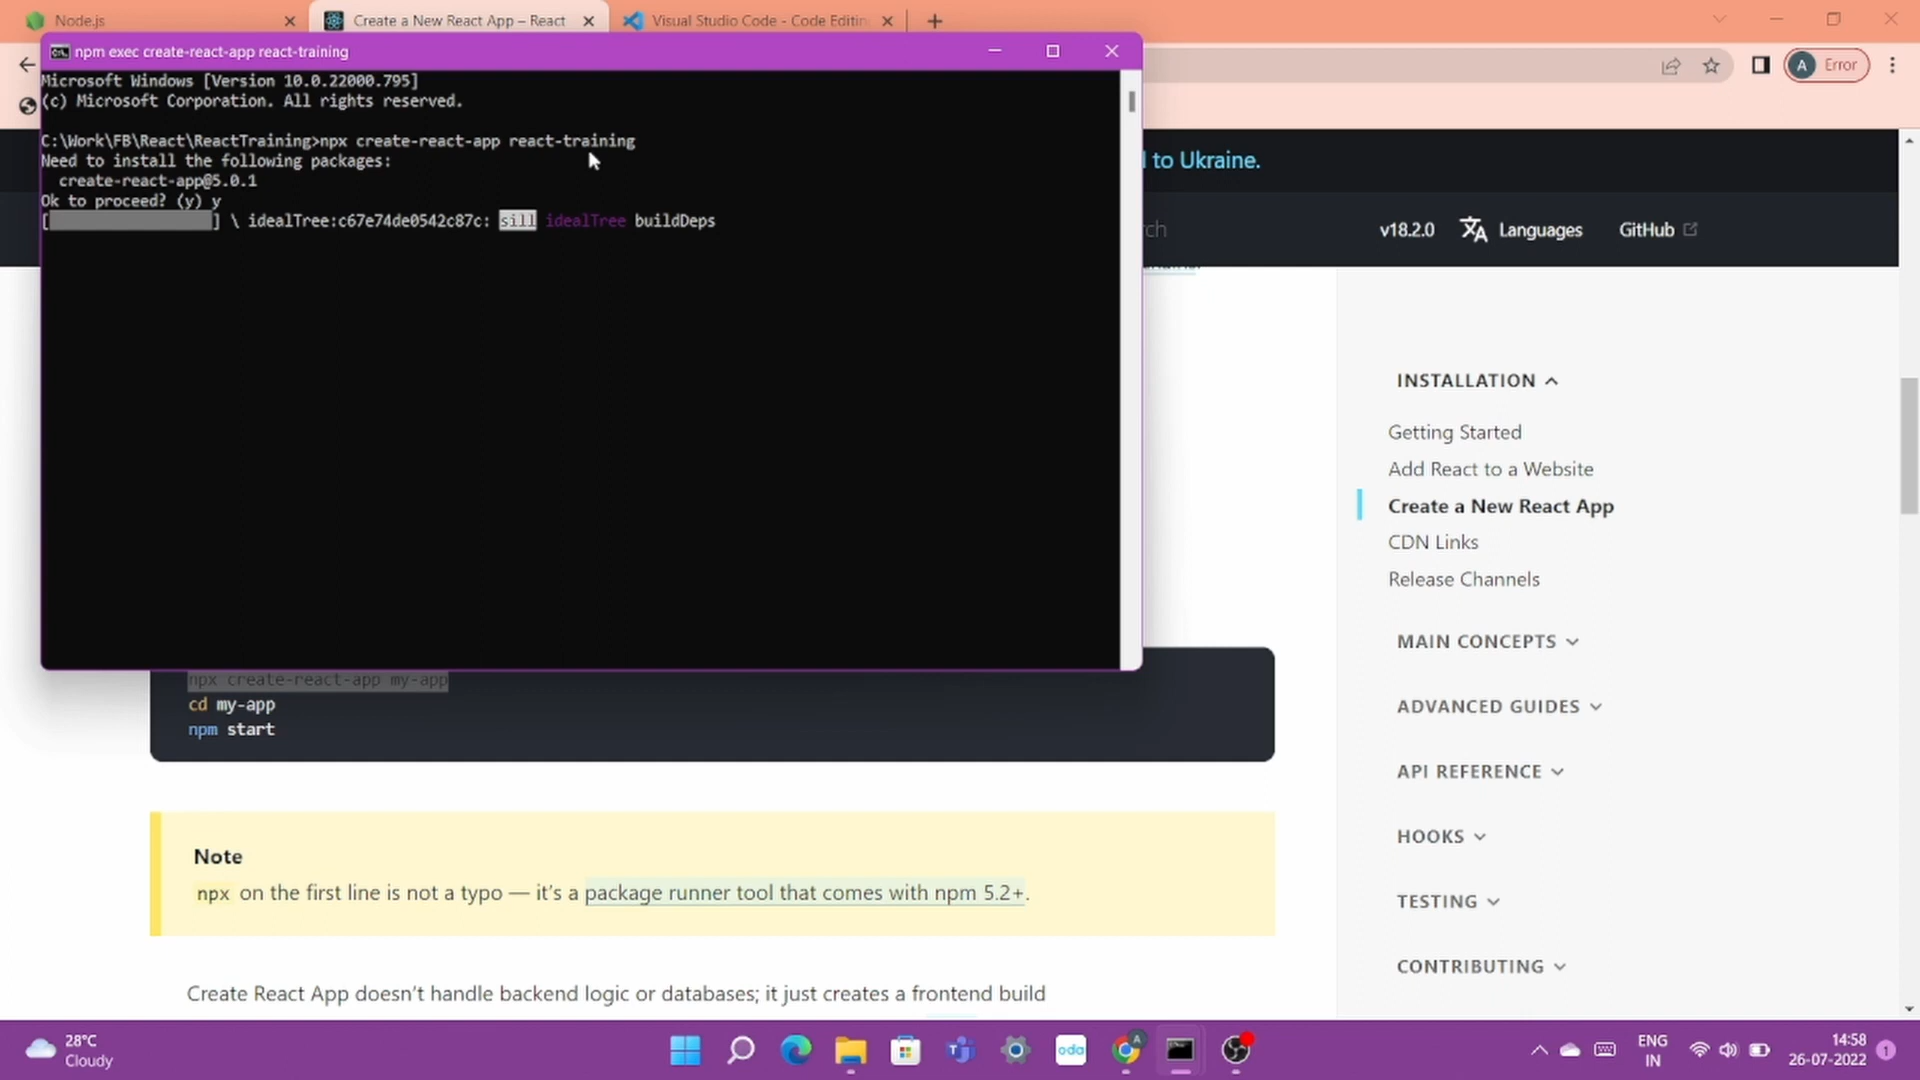 Node.js
Create a New React App – React
Visual Studio Code - Code Editin
npm exec create-react-app react-training
A Error
Microsoft Windows [Version 10.0.22000.795]
(c) Microsoft Corporation. All rights reserved.
C:\Work\FB\React\ReactTraining>npx create-react-app react-training
Need to install the following packages:
create-react-app@5.0.1
Ok to proceed? (y) y
[ ] \ idealTree:c67e74de0542c87c: sill idealTree buildDeps
to Ukraine.
rch
v18.2.0
Languages
GitHub
INSTALLATION
Getting Started
Add React to a Website
Create a New React App
CDN Links
Release Channels
MAIN CONCEPTS
ADVANCED GUIDES
API REFERENCE
HOOKS
TESTING
CONTRIBUTING
npx create-react-app my-app
cd my-app
npm start
Note
npx on the first line is not a typo — it’s a package runner tool that comes with npm 5.2+.
Create React App doesn’t handle backend logic or databases; it just creates a frontend build
28°C
Cloudy
oda
A
ENG
IN
14:58
26-07-2022
1